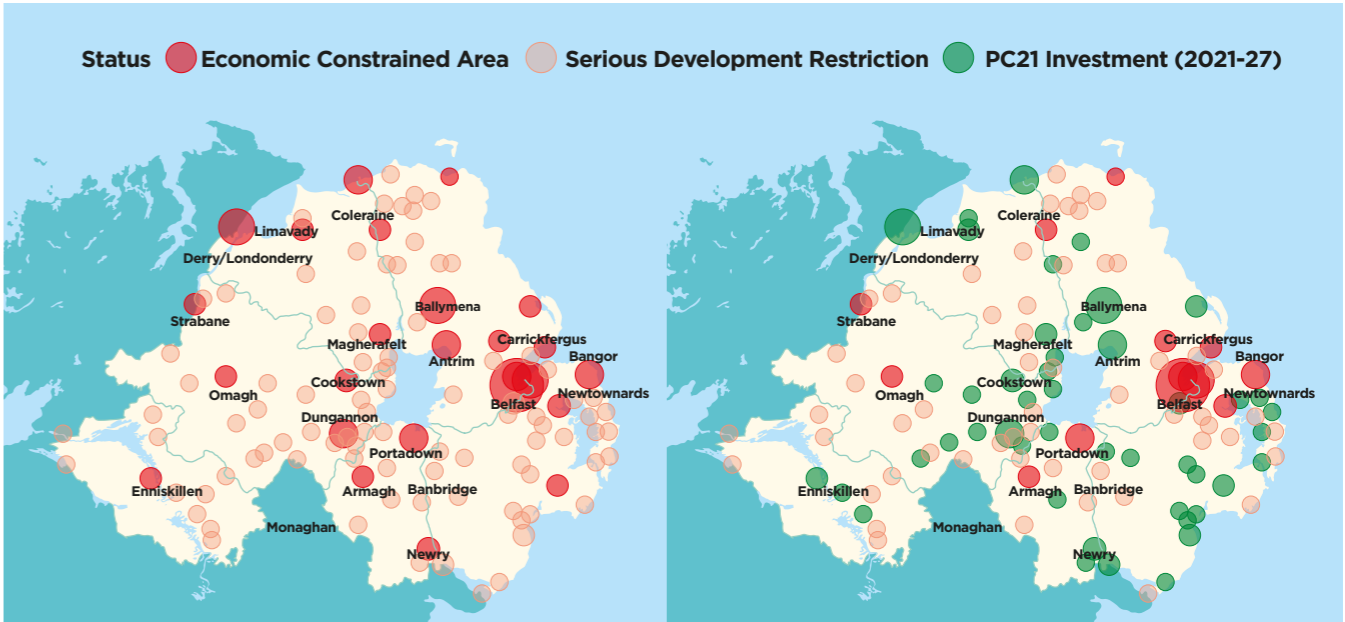 Status Economic Constrained Area Serious Development Restriction PC21 Investment (2021-27)
Coleraine
Limavady
Derry/Londonderry
Ballymena
Strabane
Magherafelt
Carrickfergus
Antrim
Bangor
Cookstown
Omagh
Newtownards
Belfast
Dungannon
Portadown
Enniskillen
Armagh
Banbridge
Monaghan
Newry
Coleraine
Limavady
Derry/Londonderry
Ballymena
Strabane
Magherafelt
Carrickfergus
Antrim
Bangor
Cookstown
Omagh
Newtownards
Belfast
Dungannon
Portadown
Enniskillen
Armagh
Banbridge
Monaghan
Newry